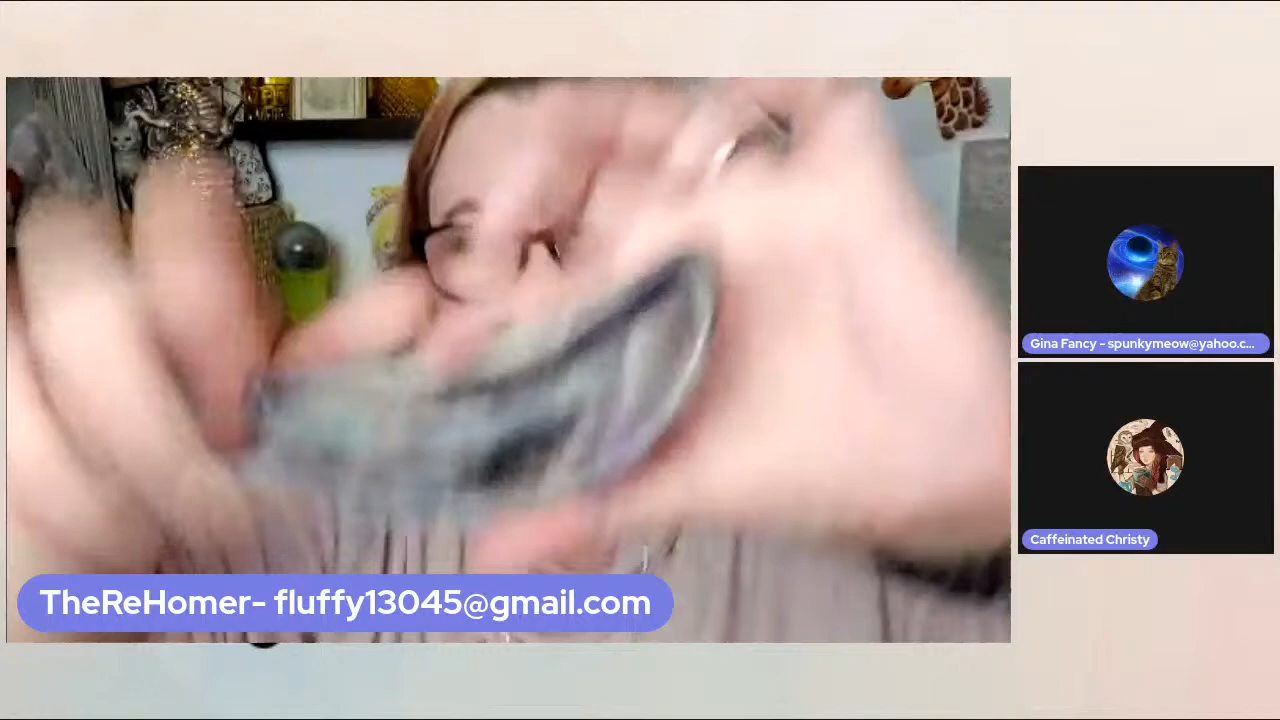 Gina Fancy - spunkymeow@yahoo.c...
Caffeinated Christy
TheReHomer- fluffy13045@gmail.com